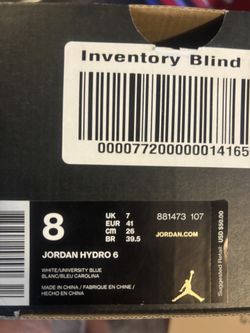 Inventory Blind
00007720000001416
8
UK 7
EUR 41
CM 26
BR 39.5
881473 107
JORDAN.COM
Suggested Retail: USD $50.00
JORDAN HYDRO 6
WHITE/UNIVERSITY BLUE
BLANC/BLEU CAROLINA
MADE IN CHINA / FABRIQUE EN CHINE /
HECHO EN CHINA